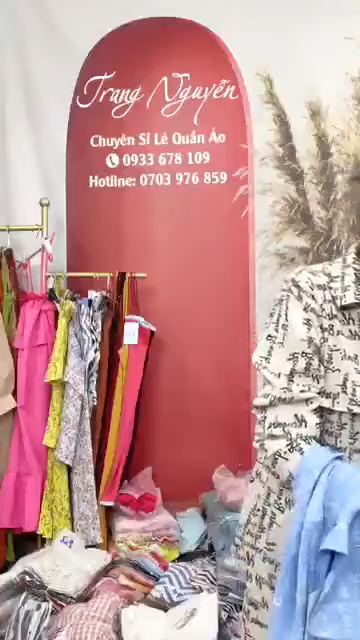 Trang Nguyễn
Chuyên Sỉ Lẻ Quần Áo
0933 678 109
Hotline: 0703 976 859